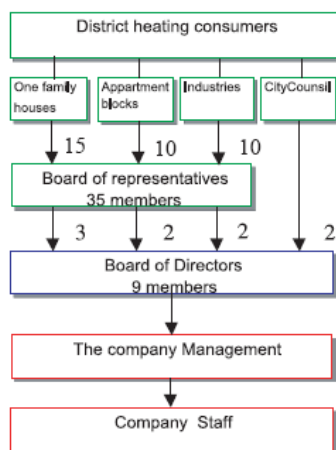 District heating consumers
One family
houses
Appartment
blocks
Industries
CityCounsil
15
10
10
Board of representatives
35 members
3
2
2
2
Board of Directors
9 members
The company Management
Company Staff